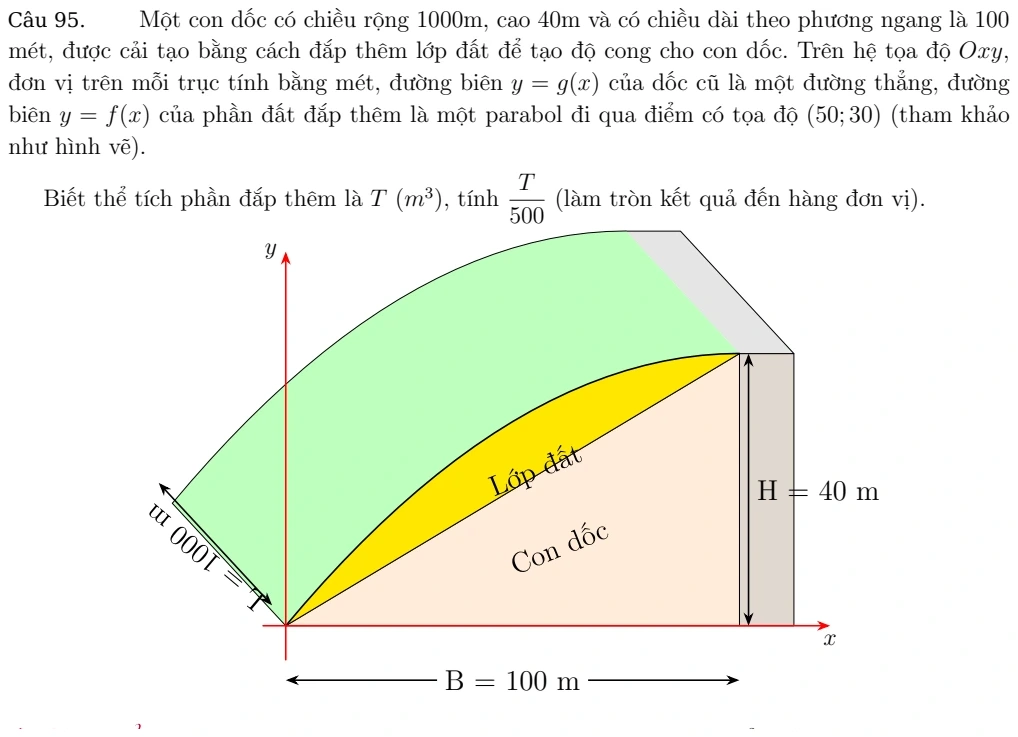 Câu 95. Một con dốc có chiều rộng 1000m, cao 40m và có chiều dài theo phương ngang là 100
mét, được cải tạo bằng cách đắp thêm lớp đất để tạo độ cong cho con dốc. Trên hệ tọa độ Oxy,
đơn vị trên mỗi trục tính bằng mét, đường biên y = g(x) của dốc cũ là một đường thẳng, đường
biên y = f(x) của phần đất đắp thêm là một parabol đi qua điểm có tọa độ (50; 30) (tham khảo
như hình vẽ).
Biết thể tích phần đắp thêm là T (m³), tính T/500 (làm tròn kết quả đến hàng đơn vị).
y
Lớp đất
H = 40 m
L = 1000 m
Con dốc
x
B = 100 m